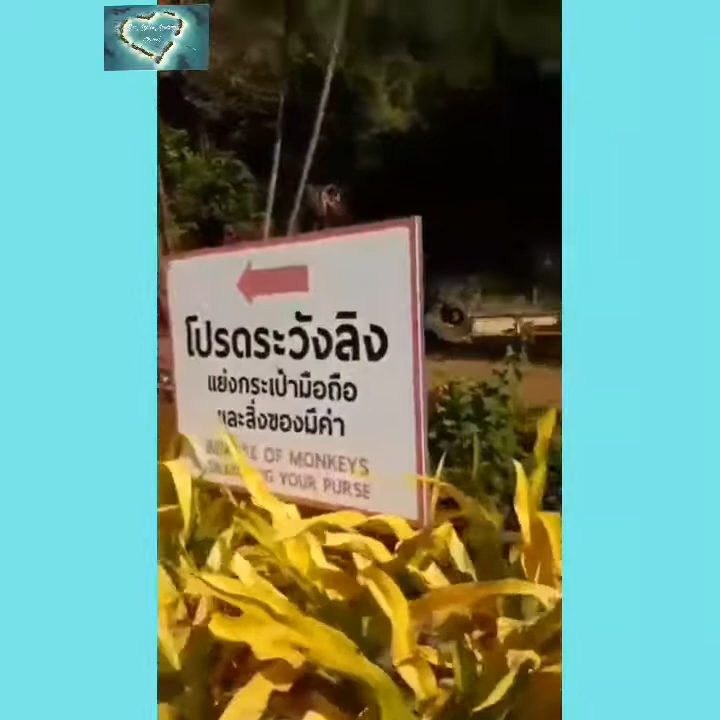 โปรดระวังลิง
แย่งกระเป๋ามือถือ
และสิ่งของมีค่า
OF MONKEYS
YOUR PURSE